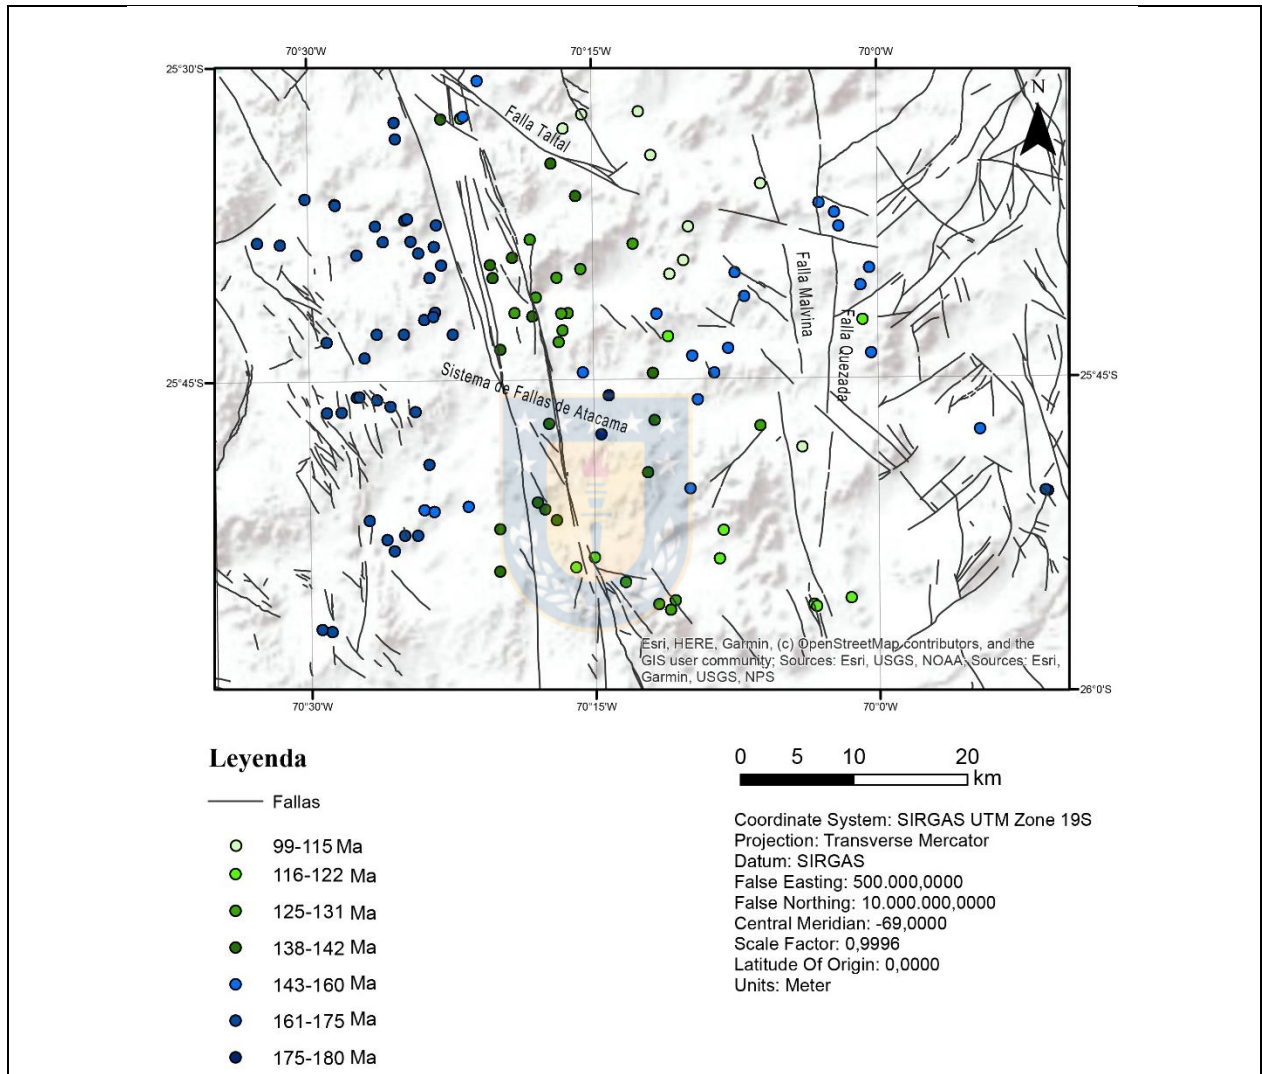 70°30'W 70°15'W 70°0'W
25°30'S
N
Falla Taltal
Falla Malvina
Falla Quezada
25°45'S 25°45'S
Sistema de Fallas de Atacama
Esri, HERE, Garmin, (c) OpenStreetMap contributors, and the
GIS user community; Sources: Esri, USGS, NOAA, Sources: Esri,
Garmin, USGS, NPS
26°0'S
70°30'W 70°15'W 70°0'W
Leyenda
Fallas
99-115 Ma
116-122 Ma
125-131 Ma
138-142 Ma
143-160 Ma
161-175 Ma
175-180 Ma
0 5 10 20
km
Coordinate System: SIRGAS UTM Zone 19S
Projection: Transverse Mercator
Datum: SIRGAS
False Easting: 500.000,0000
False Northing: 10.000.000,0000
Central Meridian: -69,0000
Scale Factor: 0,9996
Latitude Of Origin: 0,0000
Units: Meter